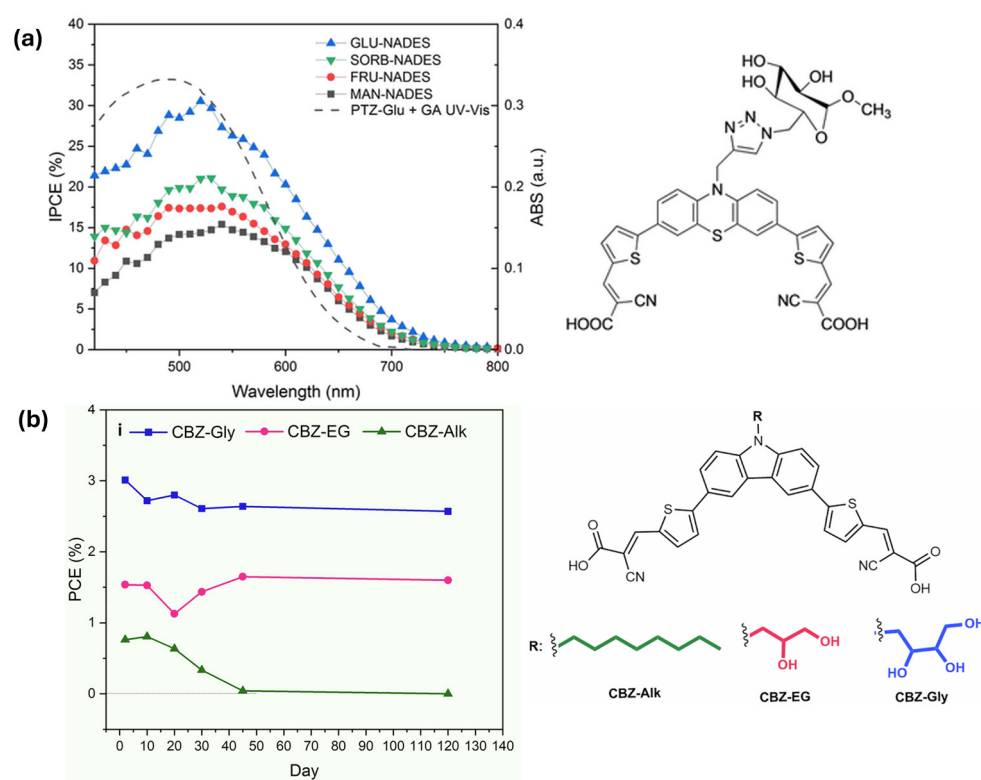 (a)
40
35
30
25
20
15
10
5
0
IPCE (%)
GLU-NADES
SORB-NADES
FRU-NADES
MAN-NADES
PTZ-Glu + GA UV-Vis
0.4
0.3
0.2
0.1
0.0
ABS (a.u.)
500 600 700 800
Wavelength (nm)
HO
HO
OH
O
CH3
O
N
N
N
N
S
S
S
CN
NC
HOOC
COOH
(b)
4
3
2
1
0
PCE (%)
i CBZ-Gly CBZ-EG CBZ-Alk
0 10 20 30 40 50 60 70 80 90 100 110 120 130 140
Day
R
N
S
S
O
OH
CN
NC
O
OH
R:
CBZ-Alk
OH
OH
CBZ-EG
OH
HO
OH
CBZ-Gly